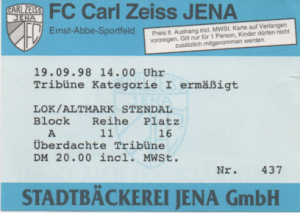 CARL ZEISS
JENA
FC Carl Zeiss JENA
Ernst-Abbe-Sportfeld
Preis lt. Aushang incl. MWSt. Karte auf Verlangen
vorzeigen. Gilt nur für 1 Person, Kinder dürfen nicht
zusätzlich mitgenommen werden.
19.09.98 14.00 Uhr
Tribüne Kategorie I ermäßigt
LOK/ALTMARK STENDAL
Block Reihe Platz
A 11 16
Überdachte Tribüne
DM 20.00 incl. MWSt.
Nr. 437
STADTBÄCKEREI JENA GmbH